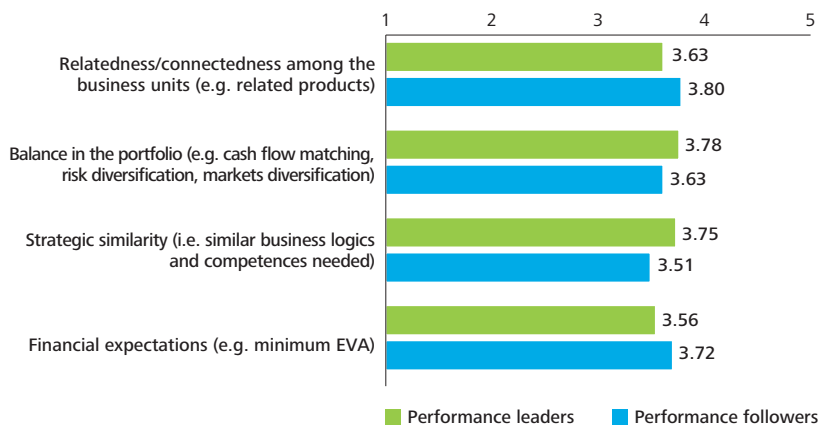 1 2 3 4 5
Relatedness/connectedness among the
business units (e.g. related products)
3.63
3.80
Balance in the portfolio (e.g. cash flow matching,
risk diversification, markets diversification)
3.78
3.63
Strategic similarity (i.e. similar business logics
and competences needed)
3.75
3.51
Financial expectations (e.g. minimum EVA)
3.56
3.72
Performance leaders Performance followers